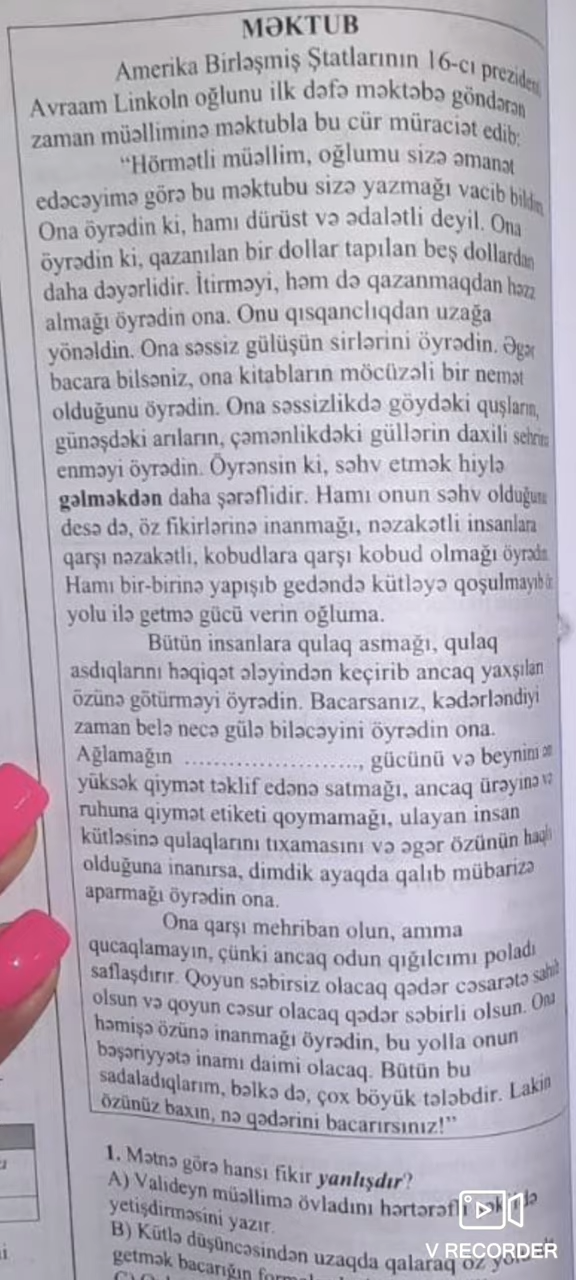 MƏKTUB
Amerika Birləşmiş Ştatlarının 16-cı prezident
Avraam Linkoln oğlunu ilk dəfə məktəbə göndərən
zaman müəlliminə məktubla bu cür müraciət edib:
“Hörmətli müəllim, oğlumu sizə əmanət
edəcəyimə görə bu məktubu sizə yazmağı vacib bildim.
Ona öyrədin ki, hamı dürüst və ədalətli deyil. Ona
öyrədin ki, qazanılan bir dollar tapılan beş dollardan
daha dəyərlidir. İtirməyi, həm də qazanmaqdan həzz
almağı öyrədin ona. Onu qısqanclıqdan uzağa
yönəldin. Ona səssiz gülüşün sirlərini öyrədin. Əgər
bacara bilsəniz, ona kitabların möcüzəli bir nemət
olduğunu öyrədin. Ona səssizlikdə göydəki quşların,
günəşdəki arıların, çəmənlikdəki güllərin daxili sehrinə
enməyi öyrədin. Öyrənsin ki, səhv etmək hiylə
gəlməkdən daha şərəflidir. Hamı onun səhv olduğunu
desə də, öz fikirlərinə inanmağı, nəzakətli insanlara
qarşı nəzakətli, kobudlara qarşı kobud olmağı öyrədin.
Hamı bir-birinə yapışıb gedəndə kütləyə qoşulmayıb öz
yolu ilə getmə gücü verin oğluma.
Bütün insanlara qulaq asmağı, qulaq
asdıqlarını həqiqət ələyindən keçirib ancaq yaxşıları
özünə götürməyi öyrədin. Bacarsanız, kədərləndiyi
zaman belə necə gülə biləcəyini öyrədin ona.
Ağlamağın ......................, gücünü və beynini ən
yüksək qiymət təklif edənə satmağı, ancaq ürəyinə və
ruhuna qiymət etiketi qoymamağı, ulayan insan
kütləsinə qulaqlarını tıxamasını və əgər özünün haqlı
olduğuna inanırsa, dimdik ayaqda qalıb mübarizə
aparmağı öyrədin ona.
Ona qarşı mehriban olun, amma
qucaqlamayın, çünki ancaq odun qığılcımı poladı
saflaşdırır. Qoyun səbirsiz olacaq qədər cəsarətə sahib
olsun və qoyun cəsur olacaq qədər səbirli olsun. Ona
həmişə özünə inanmağı öyrədin, bu yolla onun
bəşəriyyətə inamı daimi olacaq. Bütün bu
sadaladıqlarım, bəlkə də, çox böyük tələbdir. Lakin
özünüz baxın, nə qədərini bacarırsınız!”
1. Mətnə görə hansı fikir yanlışdır?
A) Valideyn müəllimə övladını hərtərəfli
yetişdirməsini yazır.
B) Kütlə düşüncəsindən uzaqda qalaraq öz
getmək bacarığın
V RECORDER